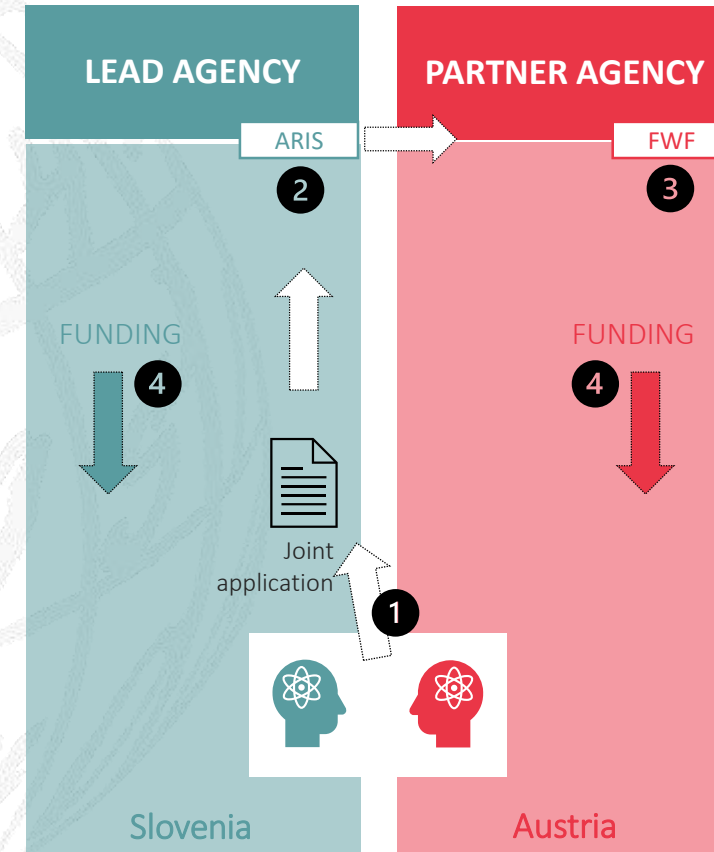 LEAD AGENCY
PARTNER AGENCY
ARIS
FWF
2
3
FUNDING
FUNDING
4
4
Joint
application
1
Slovenia
Austria